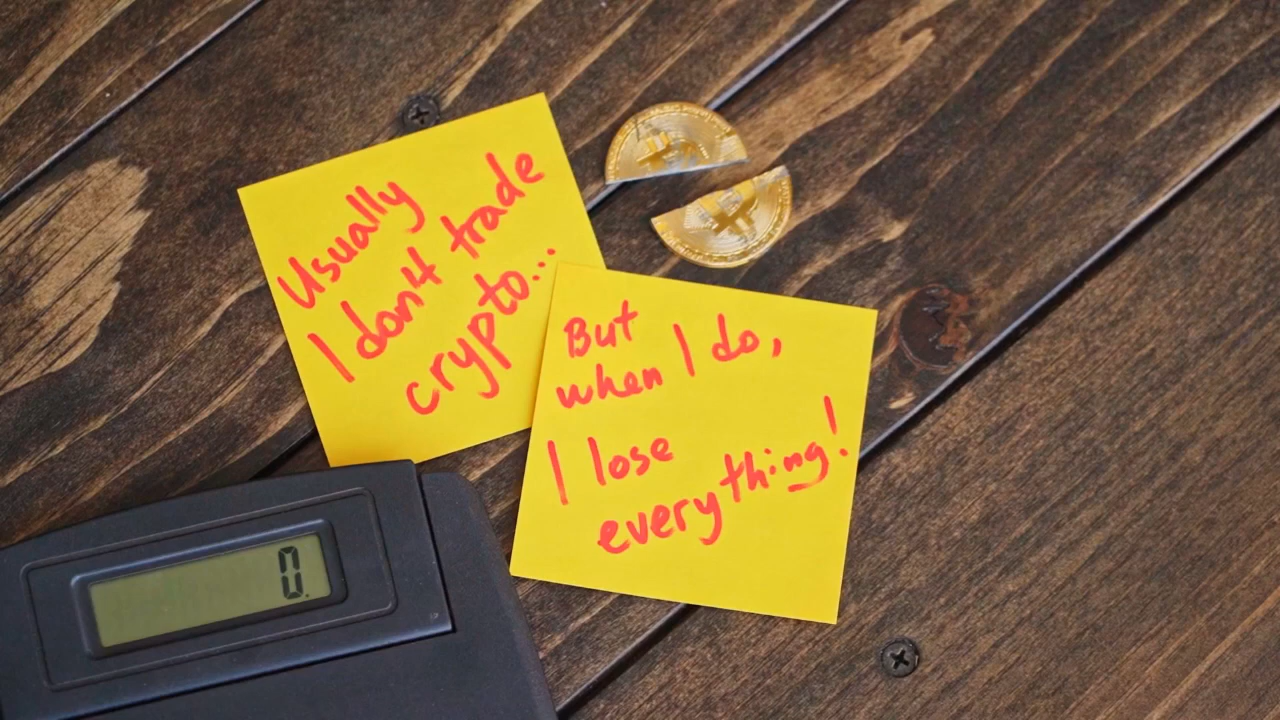 Usually
I don't trade
crypto...
But
when I do,
I lose
everything!
0.